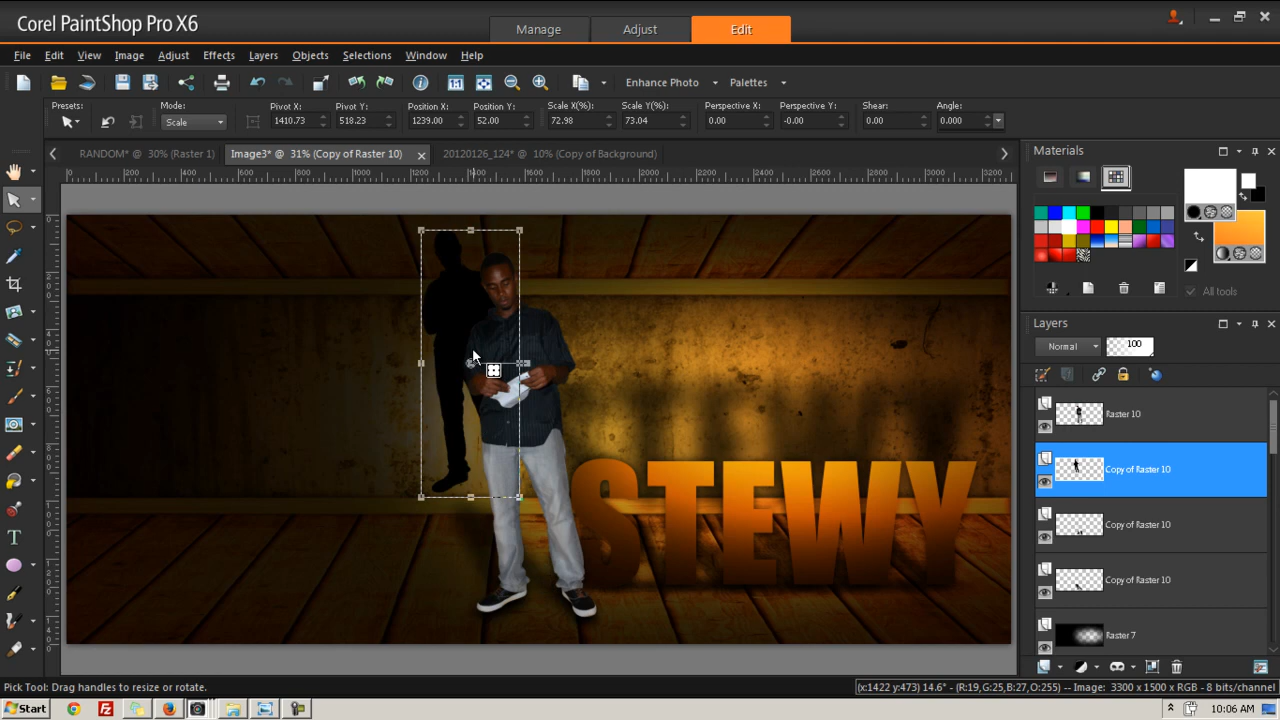 Corel PaintShop Pro X6
Manage
Adjust
Edit
File Edit View Image Adjust Effects Layers Objects Selections Window Help
Enhance Photo
Palettes
Presets: Mode: Pivot X: Pivot Y: Position X: Position Y: Scale X(%): Scale Y(%): Perspective X: Perspective Y: Shear: Angle:
Scale 1410.73 518.23 1239.00 52.00 72.98 73.04 0.00 -0.00 0.00 0.000
RANDOM* @ 30% (Raster 1)
Image3* @ 31% (Copy of Raster 10)
20120126_124* @ 10% (Copy of Background)
Materials
All tools
Layers
Normal 100
Raster 10
Copy of Raster 10
Copy of Raster 10
Copy of Raster 10
Raster 7
STEWY
Pick Tool: Drag handles to resize or rotate.
(x:1422 y:473) 14.6° - (R:19,G:25,B:27,O:255) -- Image: 3300 x 1500 x RGB - 8 bits/channel
Start
10:06 AM